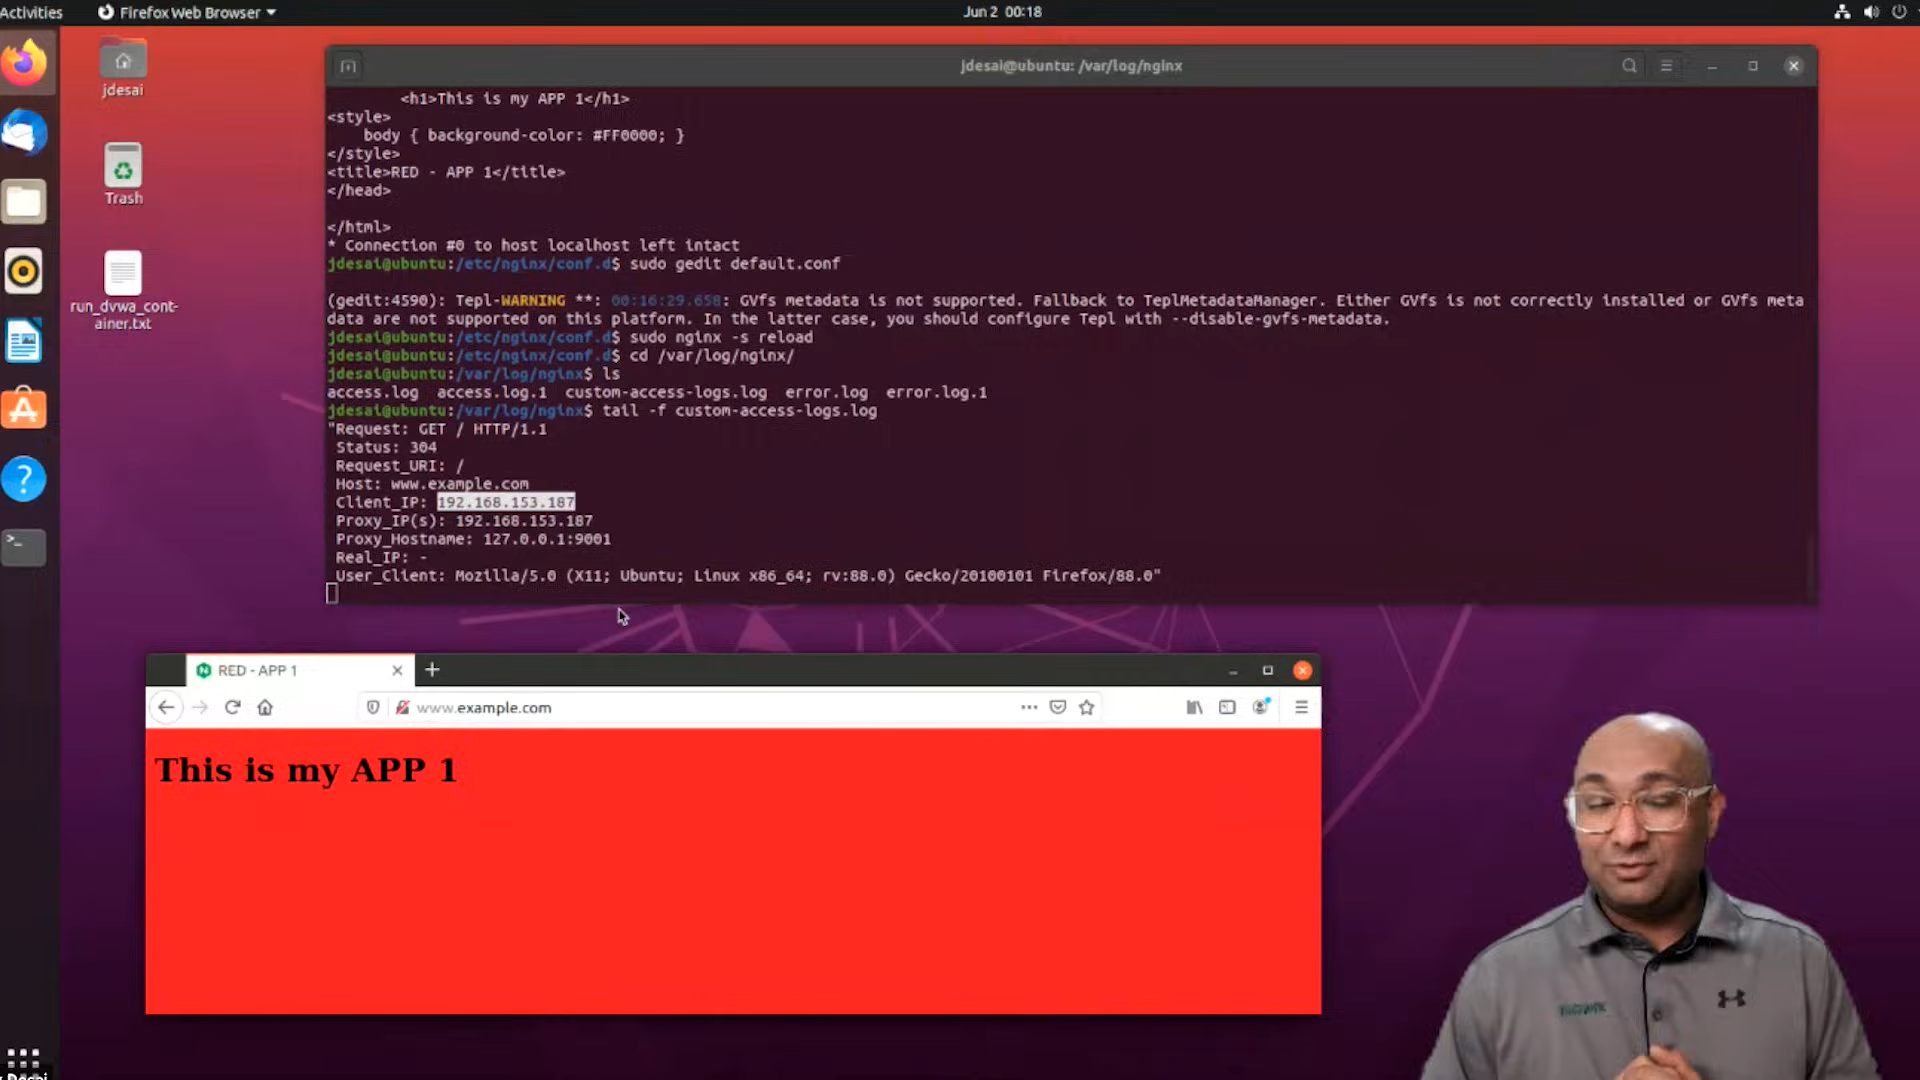 Activities
Firefox Web Browser
Jun 2 00:18
jdesai
Trash
run_dvwa_cont-
ainer.txt
jdesai@ubuntu: /var/log/nginx
<h1>This is my APP 1</h1>
<style>
body { background-color: #FF0000; }
</style>
<title>RED - APP 1</title>
</head>
</html>
* Connection #0 to host localhost left intact
jdesai@ubuntu:/etc/nginx/conf.d$ sudo gedit default.conf
(gedit:4590): Tepl-WARNING **: 00:16:29.658: GVfs metadata is not supported. Fallback to TeplMetadataManager. Either GVfs is not correctly installed or GVfs meta
data are not supported on this platform. In the latter case, you should configure Tepl with --disable-gvfs-metadata.
jdesai@ubuntu:/etc/nginx/conf.d$ sudo nginx -s reload
jdesai@ubuntu:/etc/nginx/conf.d$ cd /var/log/nginx/
jdesai@ubuntu:/var/log/nginx$ ls
access.log access.log.1 custom-access-logs.log error.log error.log.1
jdesai@ubuntu:/var/log/nginx$ tail -f custom-access-logs.log
"Request: GET / HTTP/1.1
Status: 304
Request_URI: /
Host: www.example.com
Client_IP: 192.168.153.187
Proxy_IP(s): 192.168.153.187
Proxy_Hostname: 127.0.0.1:9001
Real_IP: -
User_Client: Mozilla/5.0 (X11; Ubuntu; Linux x86_64; rv:88.0) Gecko/20100101 Firefox/88.0"
RED - APP 1
www.example.com
This is my APP 1
Desai